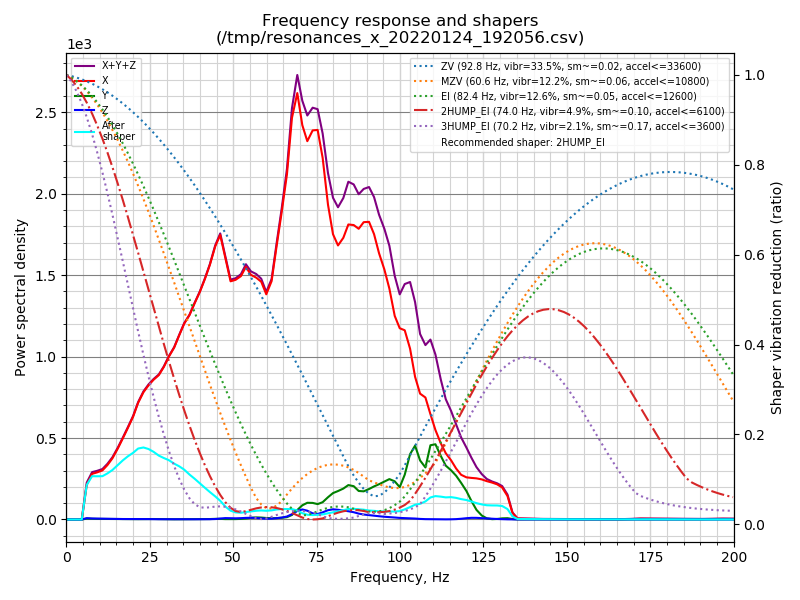 Frequency response and shapers
(/tmp/resonances_x_20220124_192056.csv)
1e3
X+Y+Z
X
Y
Z
After
shaper
ZV (92.8 Hz, vibr=33.5%, sm~=0.02, accel<=33600)
MZV (60.6 Hz, vibr=12.2%, sm~=0.06, accel<=10800)
EI (82.4 Hz, vibr=12.6%, sm~=0.05, accel<=12600)
2HUMP_EI (74.0 Hz, vibr=4.9%, sm~=0.10, accel<=6100)
3HUMP_EI (70.2 Hz, vibr=2.1%, sm~=0.17, accel<=3600)
Recommended shaper: 2HUMP_EI
Power spectral density
2.5
2.0
1.5
1.0
0.5
0.0
1.0
0.8
0.6
0.4
0.2
0.0
Shaper vibration reduction (ratio)
0 25 50 75 100 125 150 175 200
Frequency, Hz